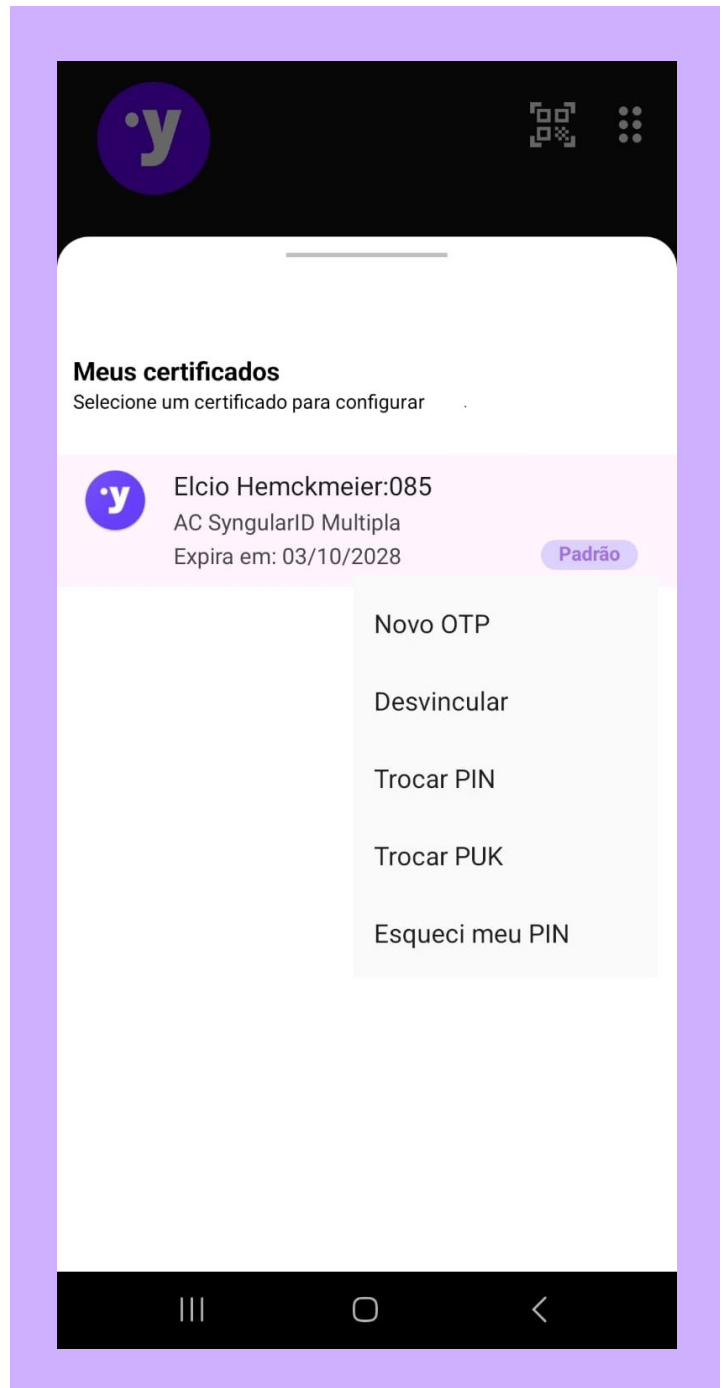 y
Meus certificados
Selecione um certificado para configurar .
y
Elcio Hemckmeier:085
AC SyngularID Multipla
Expira em: 03/10/2028
Padrão
Novo OTP
Desvincular
Trocar PIN
Trocar PUK
Esqueci meu PIN